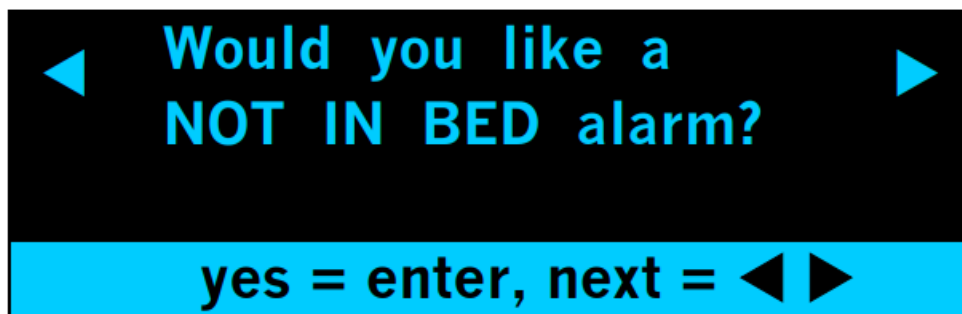 Would you like a
NOT IN BED alarm?
yes = enter, next = ◀ ▶